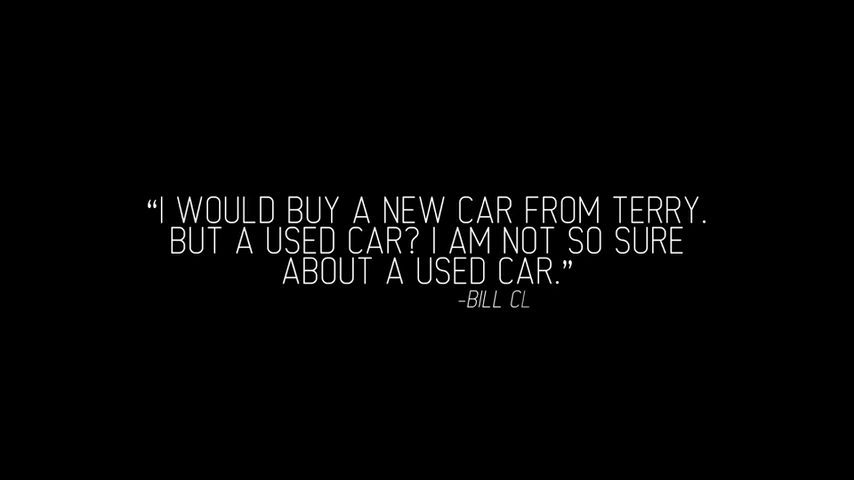 “I WOULD BUY A NEW CAR FROM TERRY.
BUT A USED CAR? I AM NOT SO SURE
ABOUT A USED CAR.”
-BILL CL